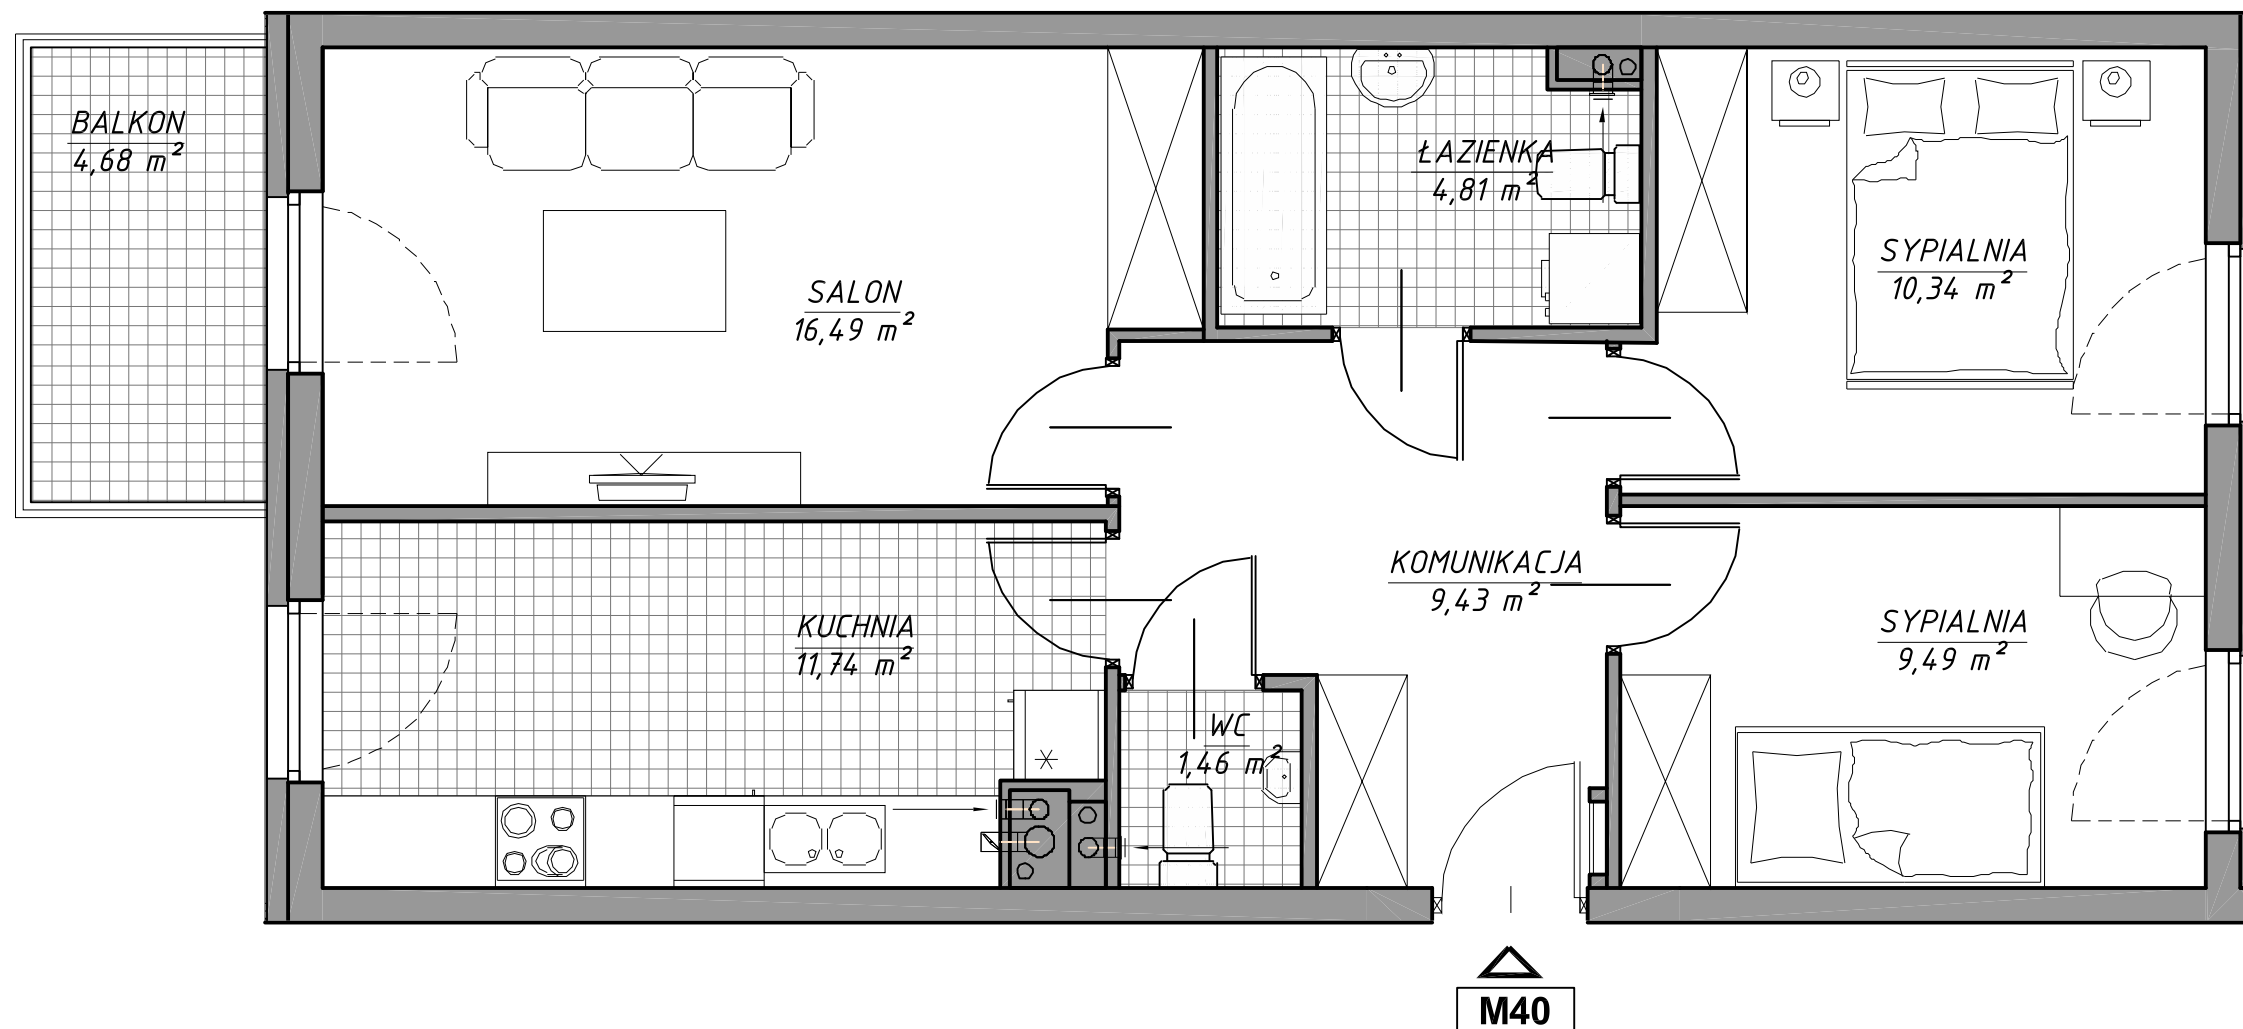 BALKON
4,68 m²
SALON
16,49 m²
ŁAZIENKA
4,81 m²
SYPIALNIA
10,34 m²
KUCHNIA
11,74 m²
WC
1,46 m²
KOMUNIKACJA
9,43 m²
SYPIALNIA
9,49 m²
M40